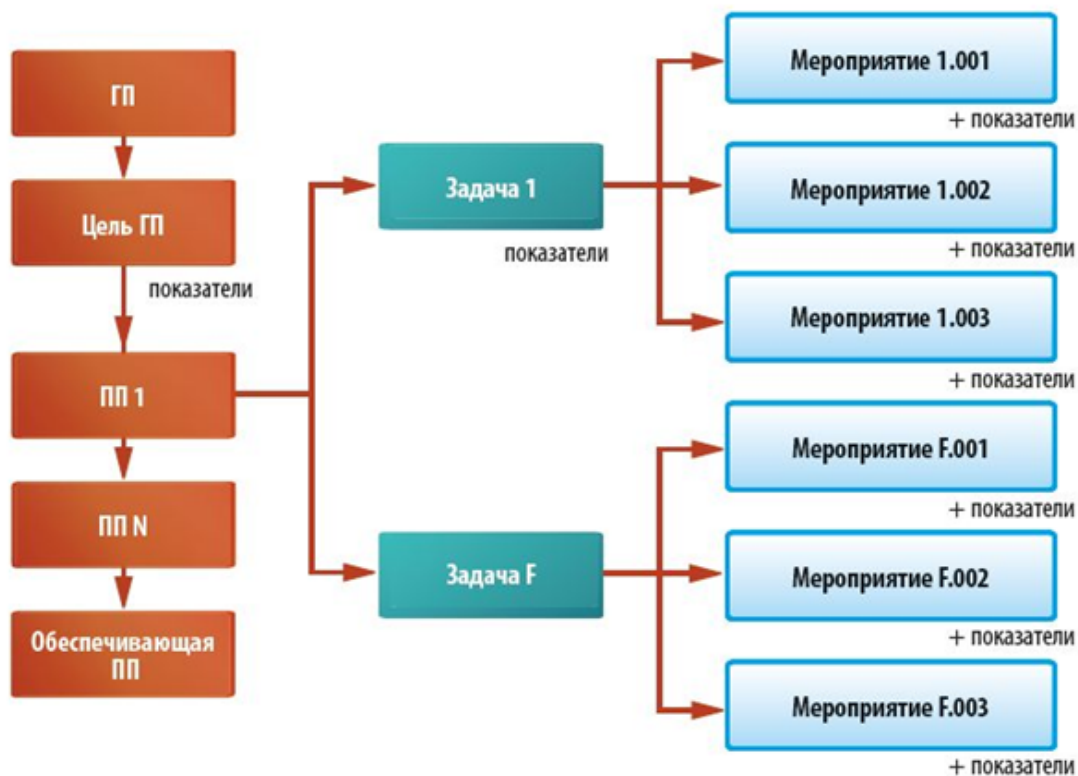 ГП
Цель ГП
показатели
ПП 1
ПП N
Обеспечивающая
ПП
Задача 1
показатели
Задача F
Мероприятие 1.001
+ показатели
Мероприятие 1.002
+ показатели
Мероприятие 1.003
+ показатели
Мероприятие F.001
+ показатели
Мероприятие F.002
+ показатели
Мероприятие F.003
+ показатели